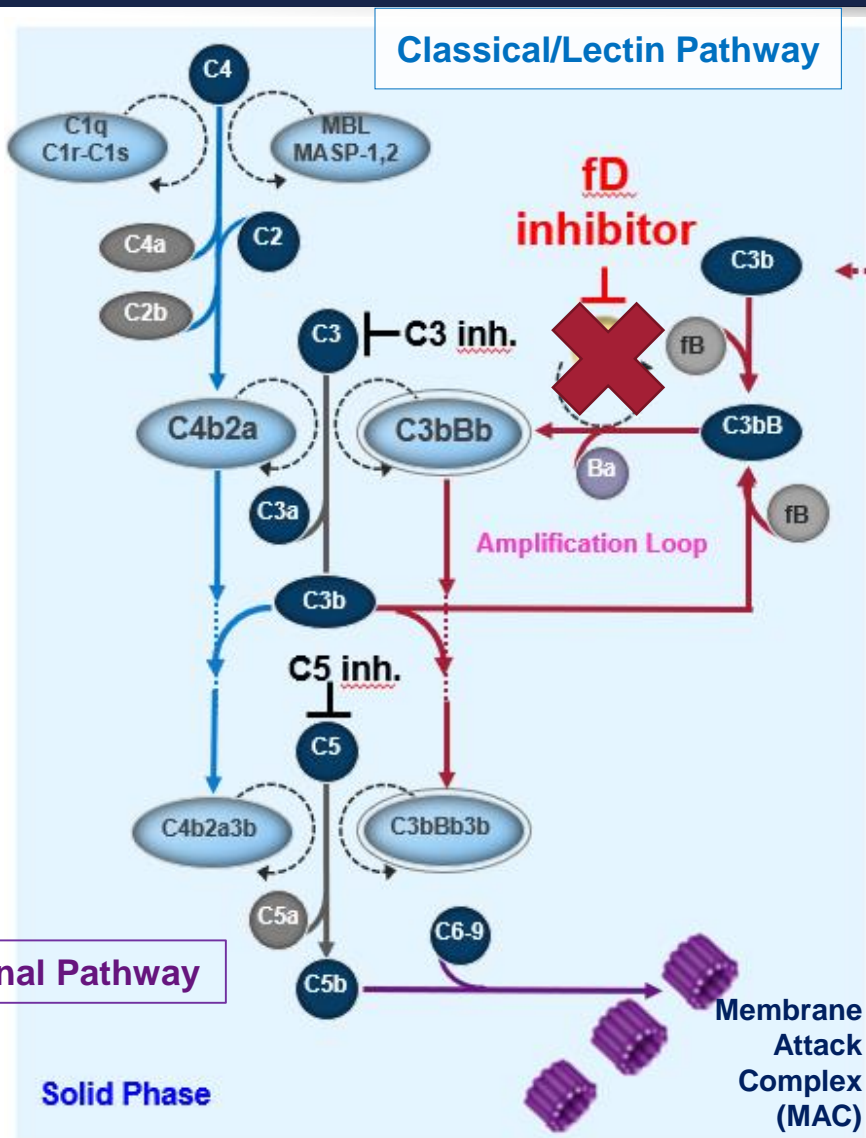 Classical/Lectin Pathway
C4
C1q
C1r-C1s
MBL
MASP-1,2
fD
inhibitor
C4a
C2
C3b
C2b
C3
C3 inh.
fB
C4b2a
C3bBb
C3bB
Ba
C3a
fB
Amplification Loop
C3b
C5 inh.
C5
C4b2a3b
C3bBb3b
C5a
C6-9
nal Pathway
C5b
Membrane
Attack
Complex
(MAC)
Solid Phase